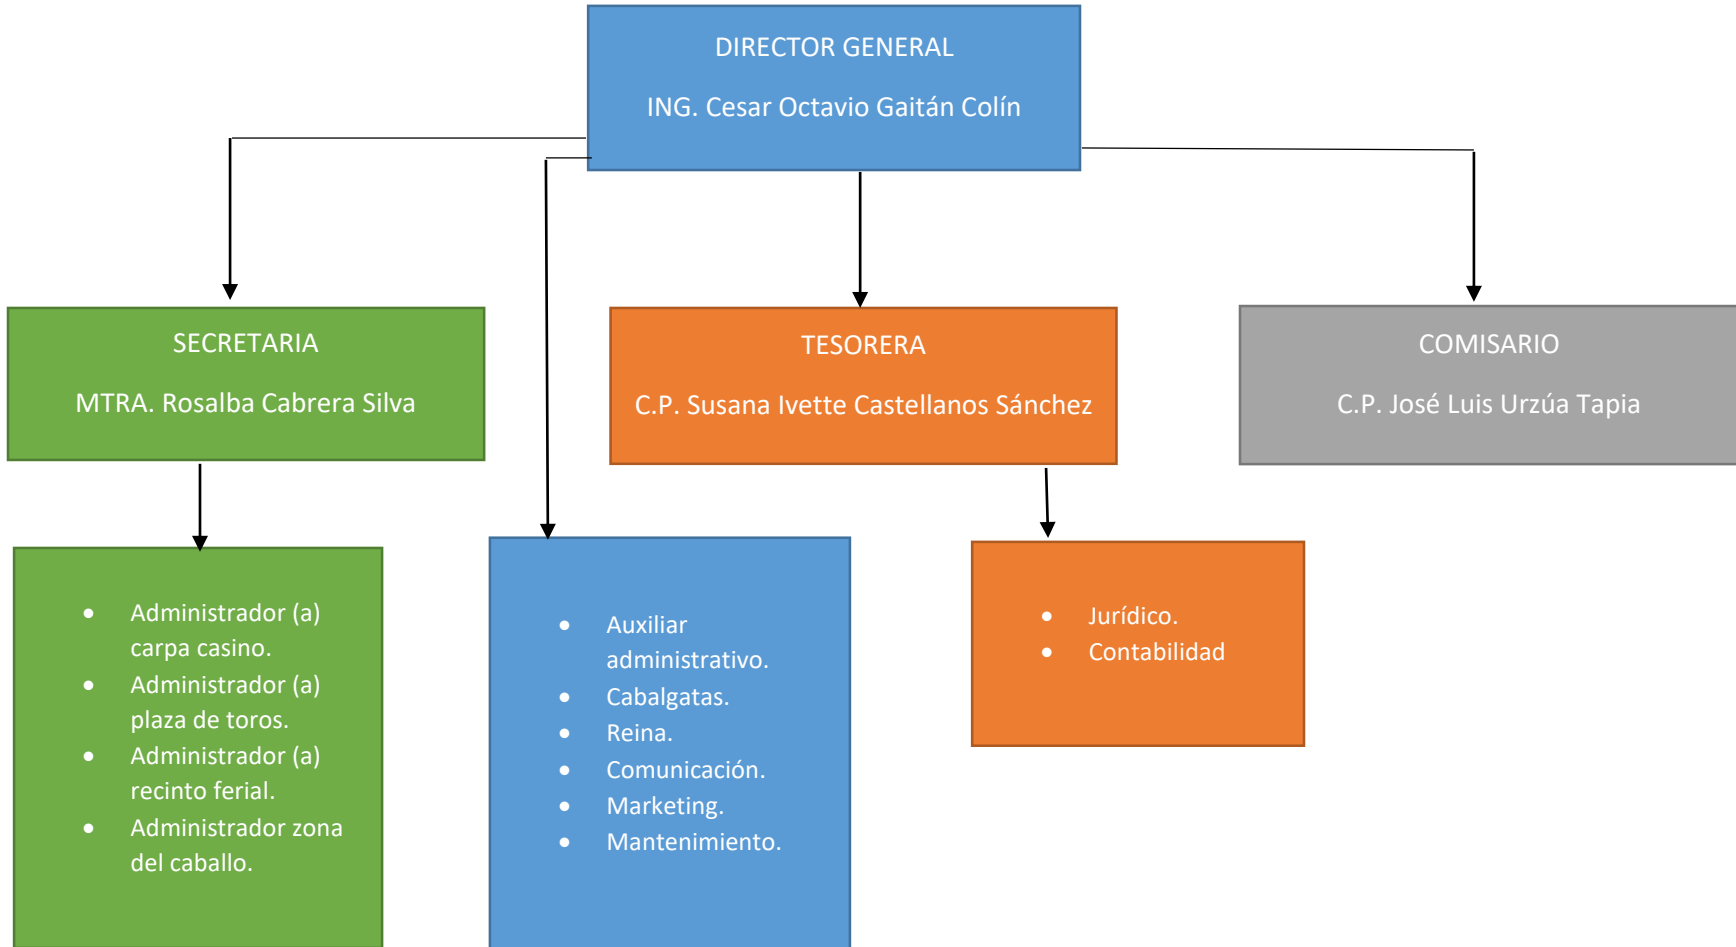 DIRECTOR GENERAL
ING. Cesar Octavio Gaitán Colín
SECRETARIA
MTRA. Rosalba Cabrera Silva
TESORERA
C.P. Susana Ivette Castellanos Sánchez
COMISARIO
C.P. José Luis Urzúa Tapia
• Administrador (a)
carpa casino.
• Administrador (a)
plaza de toros.
• Administrador (a)
recinto ferial.
• Administrador zona
del caballo.
• Auxiliar
administrativo.
• Cabalgatas.
• Reina.
• Comunicación.
• Marketing.
• Mantenimiento.
• Jurídico.
• Contabilidad